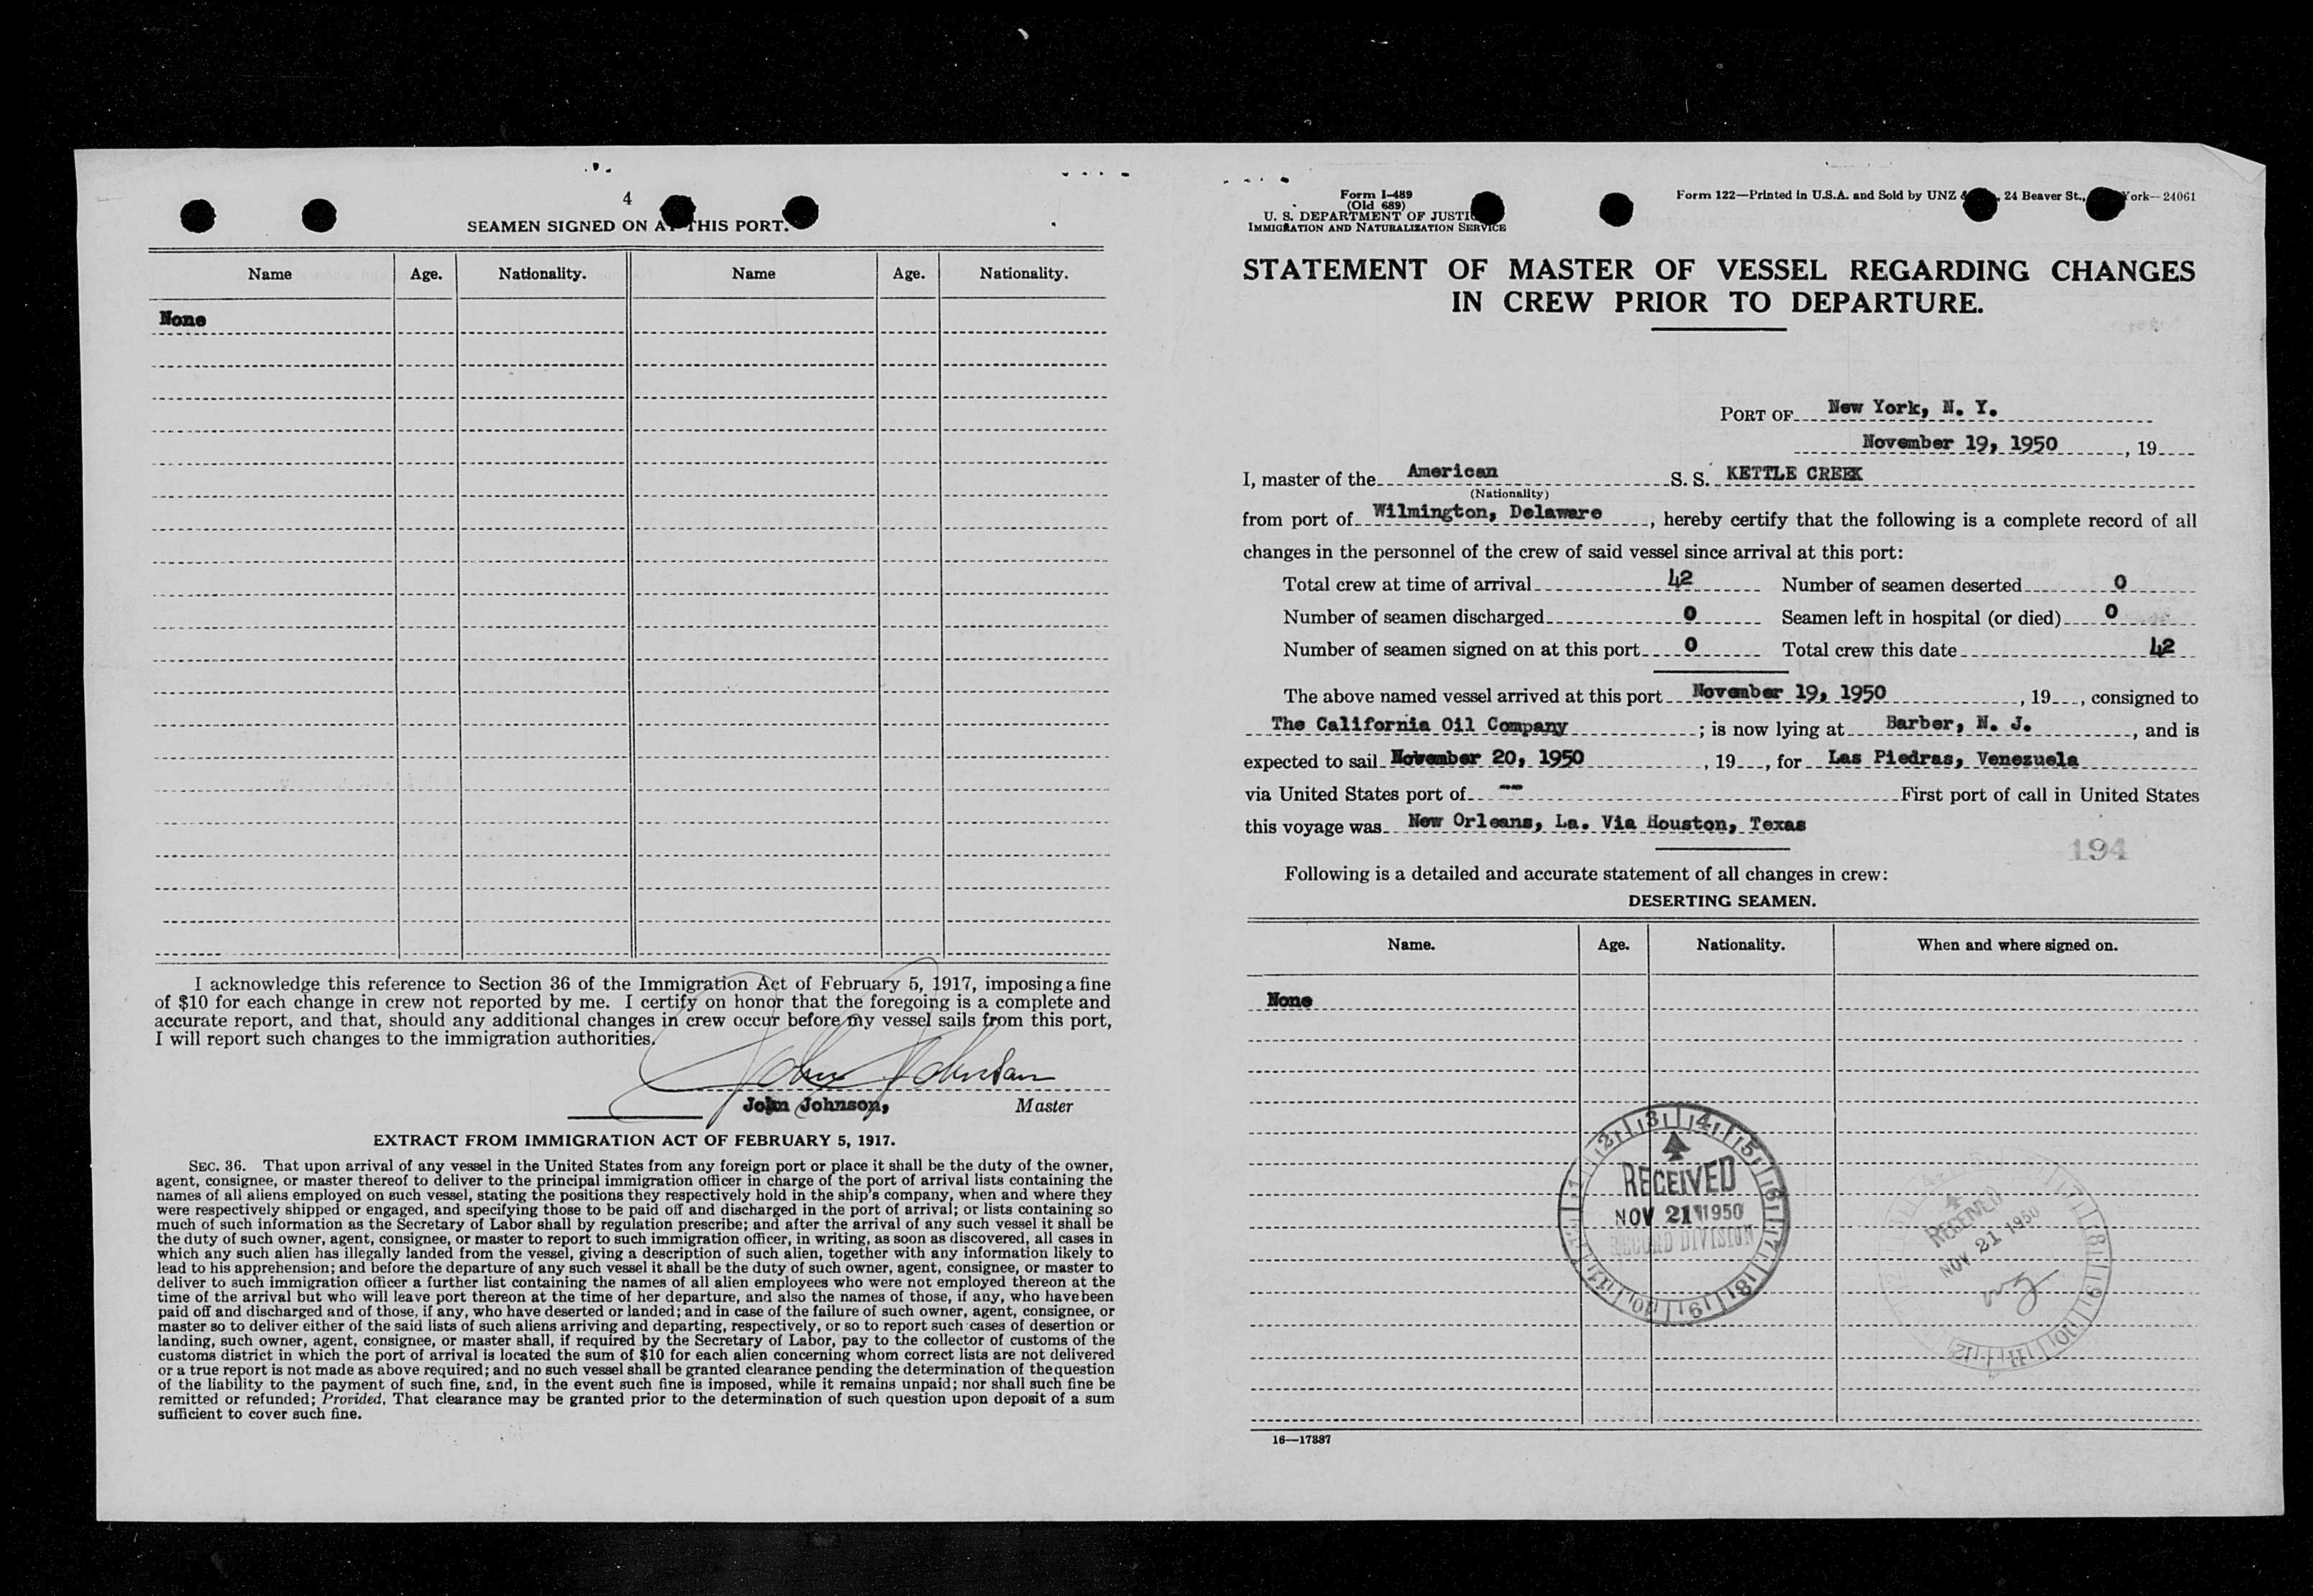 4
SEAMEN SIGNED ON AT THIS PORT.
Name Age. Nationality. Name Age. Nationality.
None
I acknowledge this reference to Section 36 of the Immigration Act of February 5, 1917, imposing a fine
of $10 for each change in crew not reported by me. I certify on honor that the foregoing is a complete and
accurate report, and that, should any additional changes in crew occur before my vessel sails from this port,
I will report such changes to the immigration authorities.
John Johnson
John Johnson, Master
EXTRACT FROM IMMIGRATION ACT OF FEBRUARY 5, 1917.
SEC. 36. That upon arrival of any vessel in the United States from any foreign port or place it shall be the duty of the owner,
agent, consignee, or master thereof to deliver to the principal immigration officer in charge of the port of arrival lists containing the
names of all aliens employed on such vessel, stating the positions they respectively hold in the ship's company, when and where they
were respectively shipped or engaged, and specifying those to be paid off and discharged in the port of arrival; or lists containing so
much of such information as the Secretary of Labor shall by regulation prescribe; and after the arrival of any such vessel it shall be
the duty of such owner, agent, consignee, or master to report to such immigration officer, in writing, as soon as discovered, all cases in
which any such alien has illegally landed from the vessel, giving a description of such alien, together with any information likely to
lead to his apprehension; and before the departure of any such vessel it shall be the duty of such owner, agent, consignee, or master to
deliver to such immigration officer a further list containing the names of all alien employees who were not employed thereon at the
time of the arrival but who will leave port thereon at the time of her departure, and also the names of those, if any, who have been
paid off and discharged and of those, if any, who have deserted or landed; and in case of the failure of such owner, agent, consignee, or
master so to deliver either of the said lists of such aliens arriving and departing, respectively, or so to report such cases of desertion or
landing, such owner, agent, consignee, or master shall, if required by the Secretary of Labor, pay to the collector of customs of the
customs district in which the port of arrival is located the sum of $10 for each alien concerning whom correct lists are not delivered
or a true report is not made as above required; and no such vessel shall be granted clearance pending the determination of the question
of the liability to the payment of such fine, and, in the event such fine is imposed, while it remains unpaid; nor shall such fine be
remitted or refunded; Provided, That clearance may be granted prior to the determination of such question upon deposit of a sum
sufficient to cover such fine.
Form I-489
(Old 689)
U. S. DEPARTMENT OF JUSTICE
IMMIGRATION AND NATURALIZATION SERVICE
Form 122—Printed in U.S.A. and Sold by UNZ 24 Beaver St., York—24061
STATEMENT OF MASTER OF VESSEL REGARDING CHANGES
IN CREW PRIOR TO DEPARTURE.
PORT OF New York, N. Y.
November 19, 1950, 19
I, master of the American S. S. KETTLE CREEK
(Nationality)
from port of Wilmington, Delaware, hereby certify that the following is a complete record of all
changes in the personnel of the crew of said vessel since arrival at this port:
Total crew at time of arrival 42 Number of seamen deserted 0
Number of seamen discharged 0 Seamen left in hospital (or died) 0
Number of seamen signed on at this port 0 Total crew this date 42
The above named vessel arrived at this port November 19, 1950, 19, consigned to
The California Oil Company; is now lying at Barber, N. J., and is
expected to sail November 20, 1950, 19, for Las Piedras, Venezuela
via United States port of -- First port of call in United States
this voyage was New Orleans, La. Via Houston, Texas
194
Following is a detailed and accurate statement of all changes in crew:
DESERTING SEAMEN.
Name. Age. Nationality. When and where signed on.
None
1 2 3 4 5 6 7 8 9 10 11 12
RECEIVED
NOV 21 1950
RECORD DIVISION
RECEIVED
NOV 21 1950
16—17887